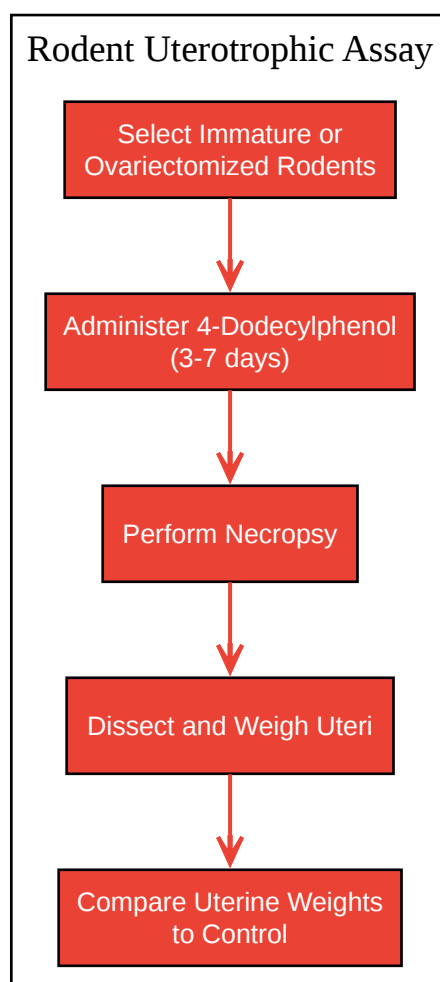 Rodent Uterotrophic Assay
Select Immature or
Ovariectomized Rodents
Administer 4-Dodecylphenol
(3-7 days)
Perform Necropsy
Dissect and Weigh Uteri
Compare Uterine Weights
to Control